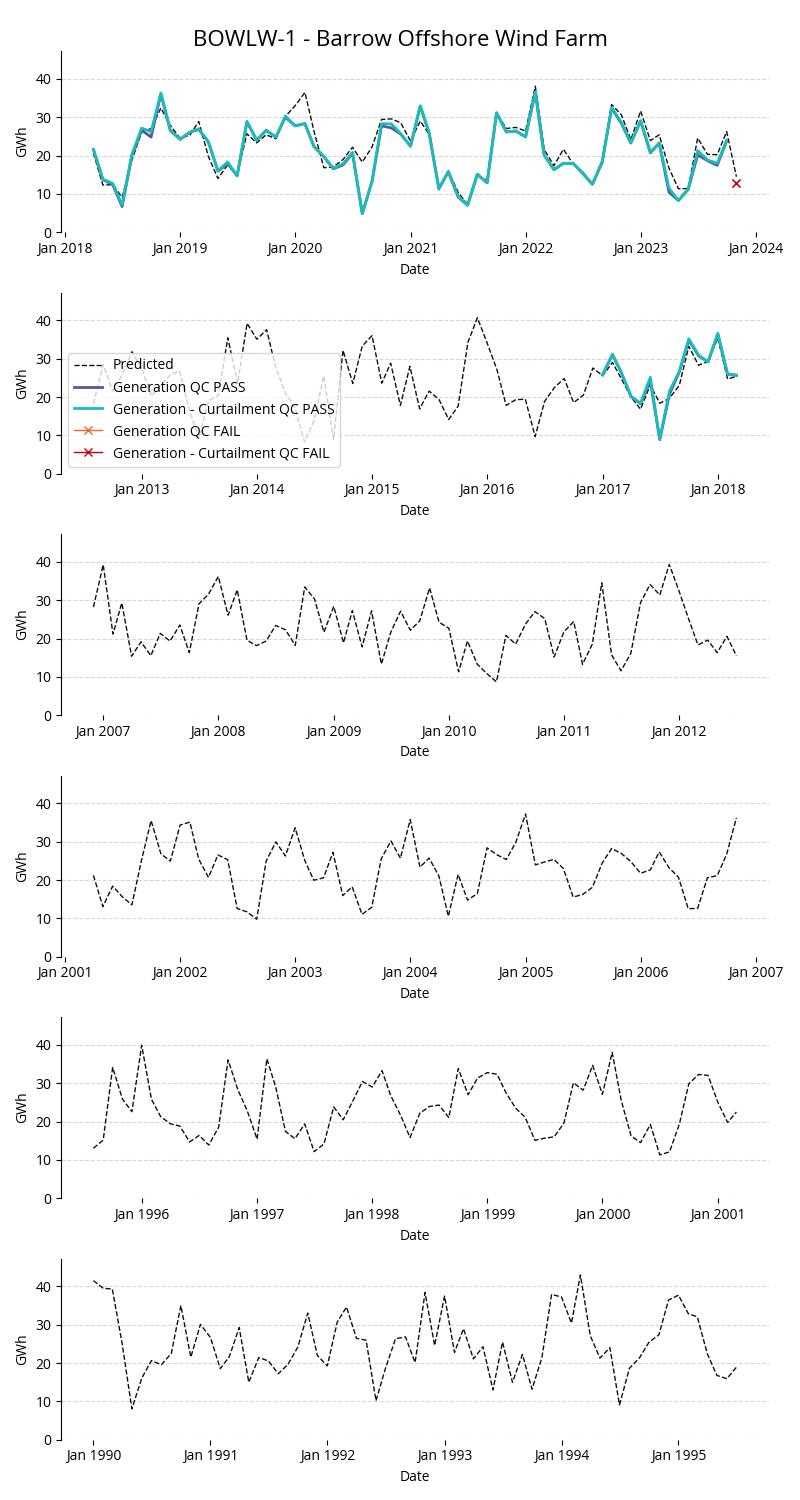 BOWLW-1 - Barrow Offshore Wind Farm
40
30
20
10
0
GWh
Jan 2018 Jan 2019 Jan 2020 Jan 2021 Jan 2022 Jan 2023 Jan 2024
Date
40
30
20
10
0
GWh
Predicted
Generation QC PASS
Generation - Curtailment QC PASS
Generation QC FAIL
Generation - Curtailment QC FAIL
Jan 2013 Jan 2014 Jan 2015 Jan 2016 Jan 2017 Jan 2018
Date
40
30
20
10
0
GWh
Jan 2007 Jan 2008 Jan 2009 Jan 2010 Jan 2011 Jan 2012
Date
40
30
20
10
0
GWh
Jan 2001 Jan 2002 Jan 2003 Jan 2004 Jan 2005 Jan 2006 Jan 2007
Date
40
30
20
10
0
GWh
Jan 1996 Jan 1997 Jan 1998 Jan 1999 Jan 2000 Jan 2001
Date
40
30
20
10
0
GWh
Jan 1990 Jan 1991 Jan 1992 Jan 1993 Jan 1994 Jan 1995
Date